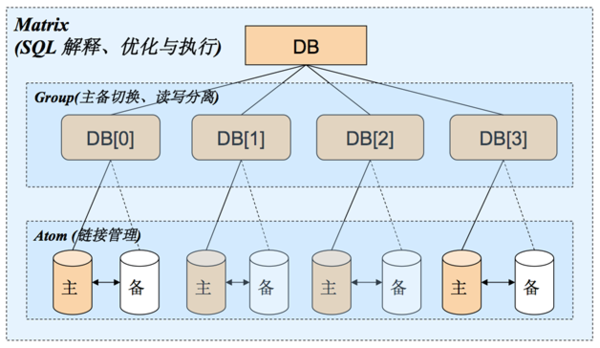 Matrix
(SQL 解释、优化与执行)
DB
Group(主备切换、读写分离)
DB[0] DB[1] DB[2] DB[3]
Atom (链接管理)
主 备 主 备 主 备 主 备